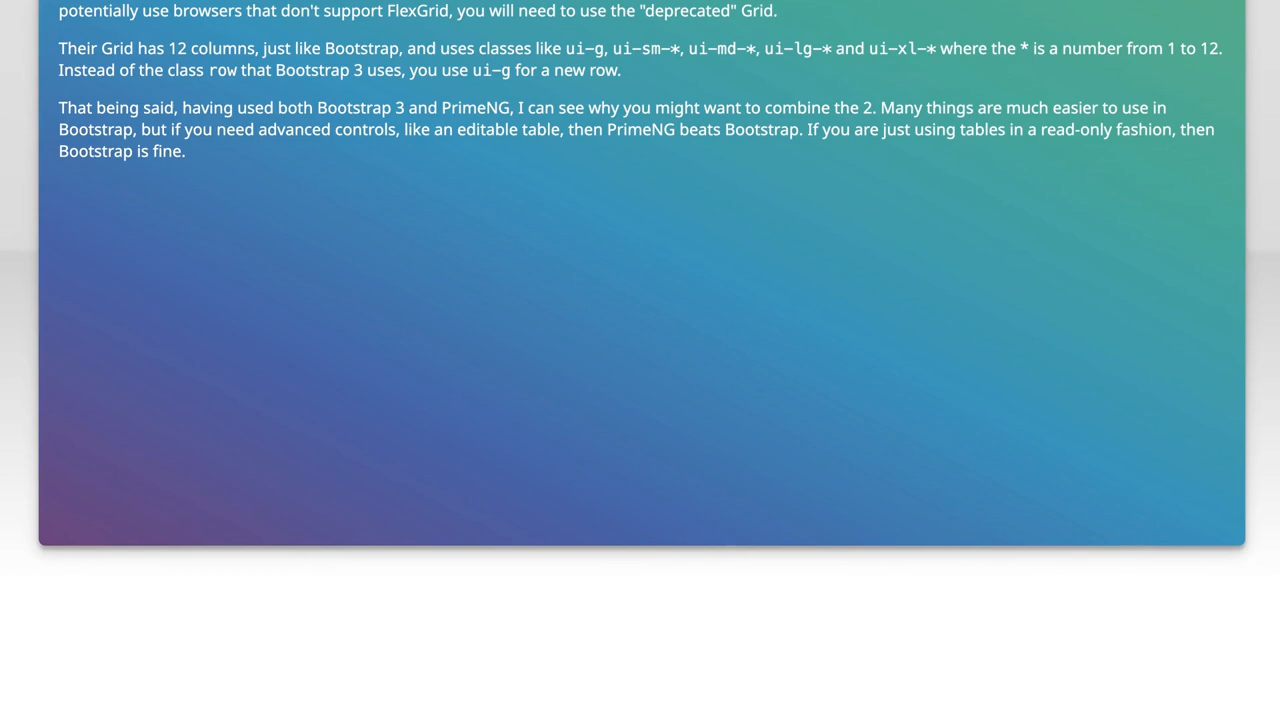 potentially use browsers that don't support FlexGrid, you will need to use the "deprecated" Grid.
Their Grid has 12 columns, just like Bootstrap, and uses classes like ui-g, ui-sm-*, ui-md-*, ui-lg-* and ui-xl-* where the * is a number from 1 to 12.
Instead of the class row that Bootstrap 3 uses, you use ui-g for a new row.
That being said, having used both Bootstrap 3 and PrimeNG, I can see why you might want to combine the 2. Many things are much easier to use in
Bootstrap, but if you need advanced controls, like an editable table, then PrimeNG beats Bootstrap. If you are just using tables in a read-only fashion, then
Bootstrap is fine.